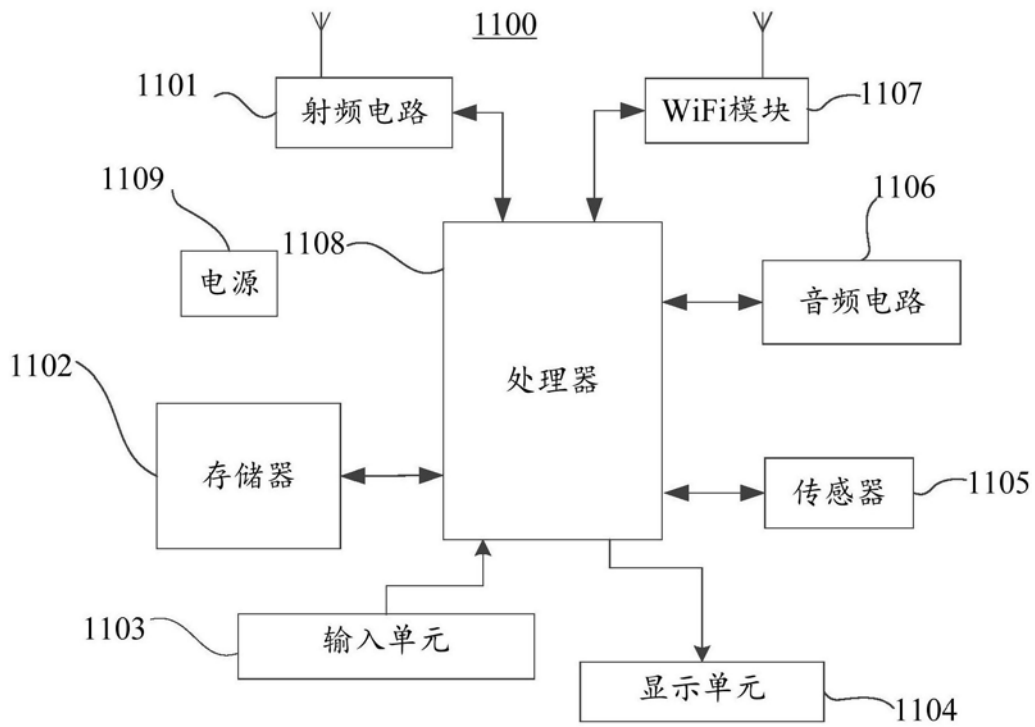 1100
1101
射频电路
WiFi模块
1107
1109
电源
1108
1106
音频电路
处理器
1102
存储器
传感器
1105
1103
输入单元
显示单元
1104